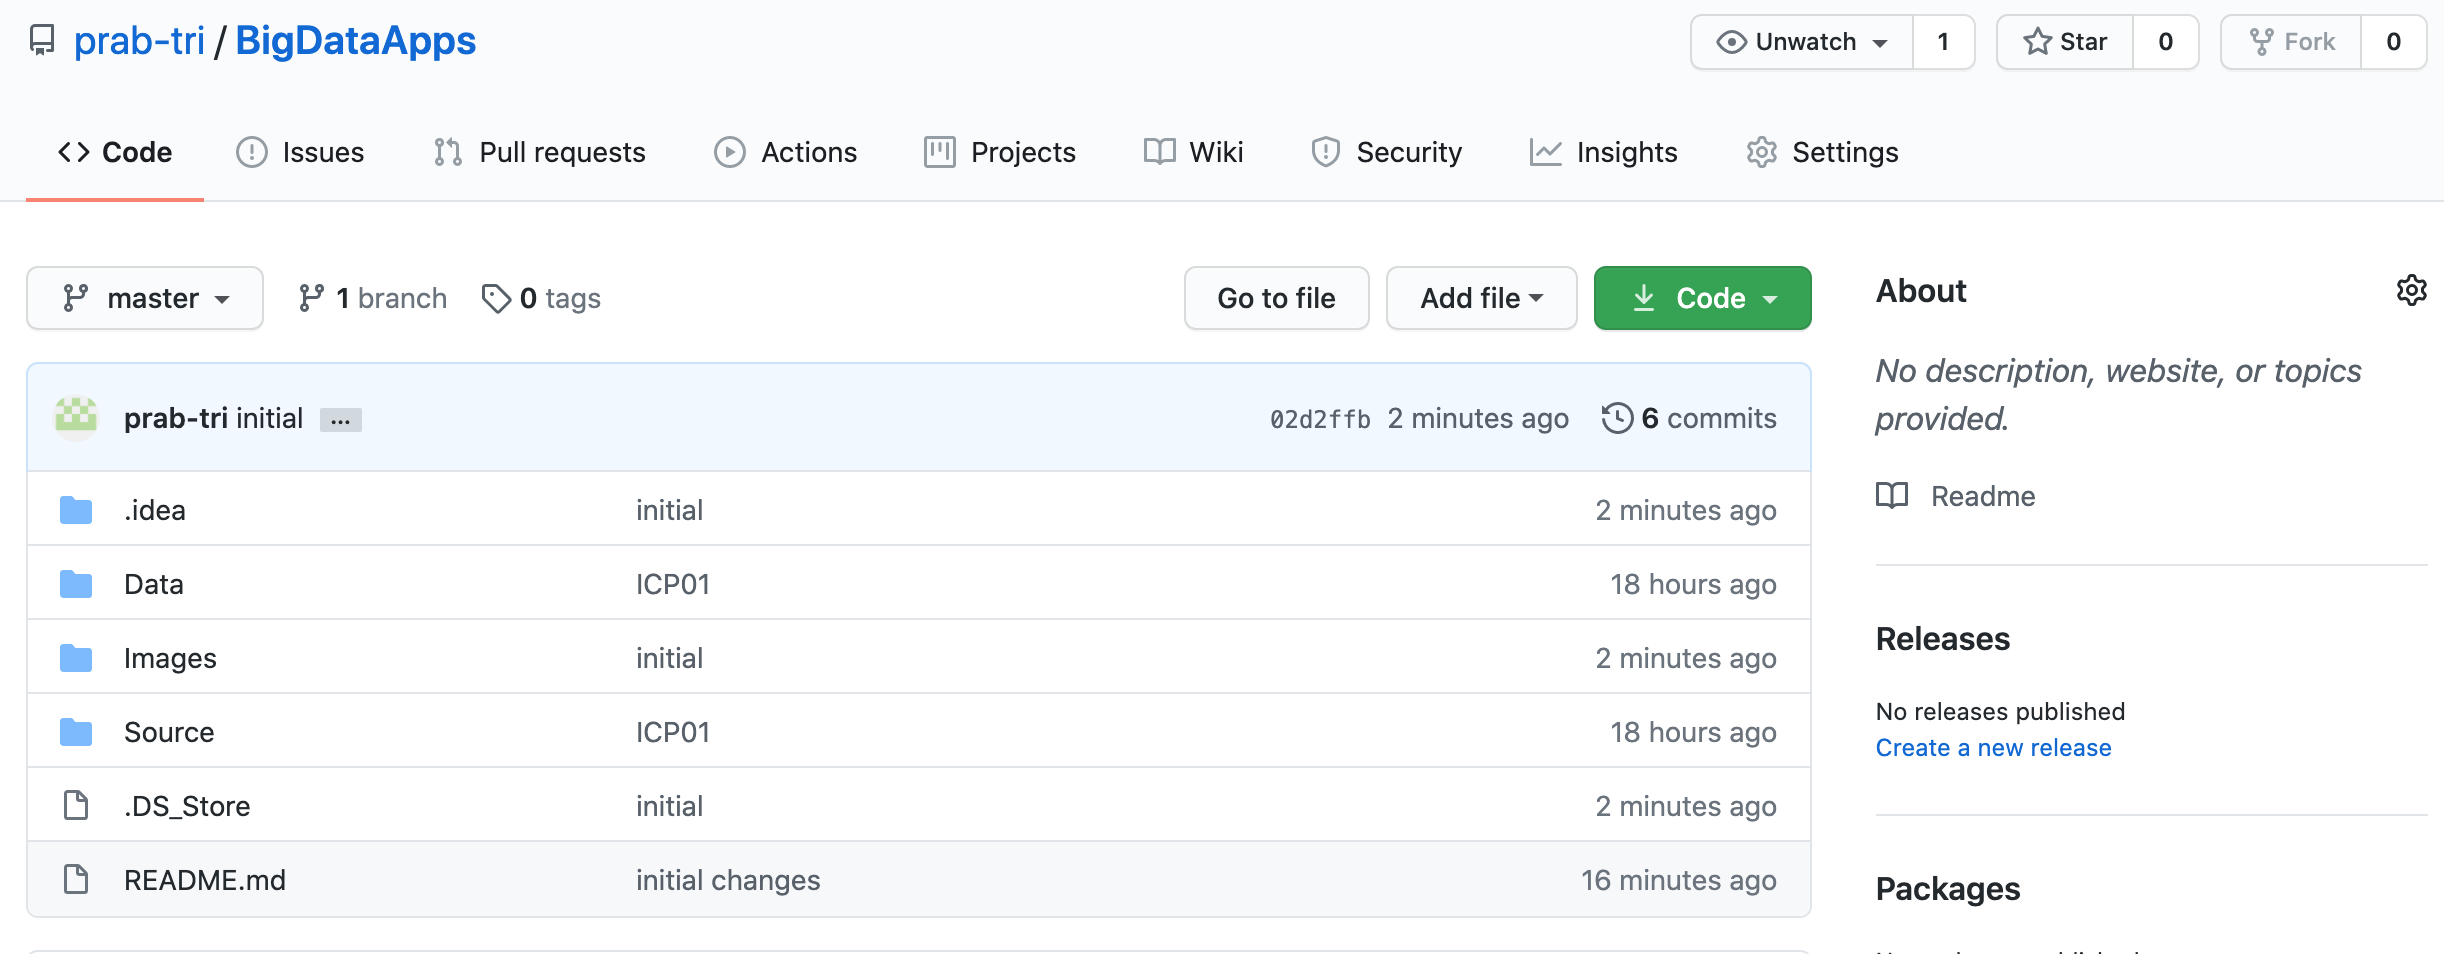 prab-tri / BigDataApps
Unwatch 1 Star 0 Fork 0
Code Issues Pull requests Actions Projects Wiki Security Insights Settings
master 1 branch 0 tags Go to file Add file Code
prab-tri initial ... 02d2ffb 2 minutes ago 6 commits
.idea initial 2 minutes ago
Data ICP01 18 hours ago
Images initial 2 minutes ago
Source ICP01 18 hours ago
.DS_Store initial 2 minutes ago
README.md initial changes 16 minutes ago
About
No description, website, or topics
provided.
Readme
Releases
No releases published
Create a new release
Packages